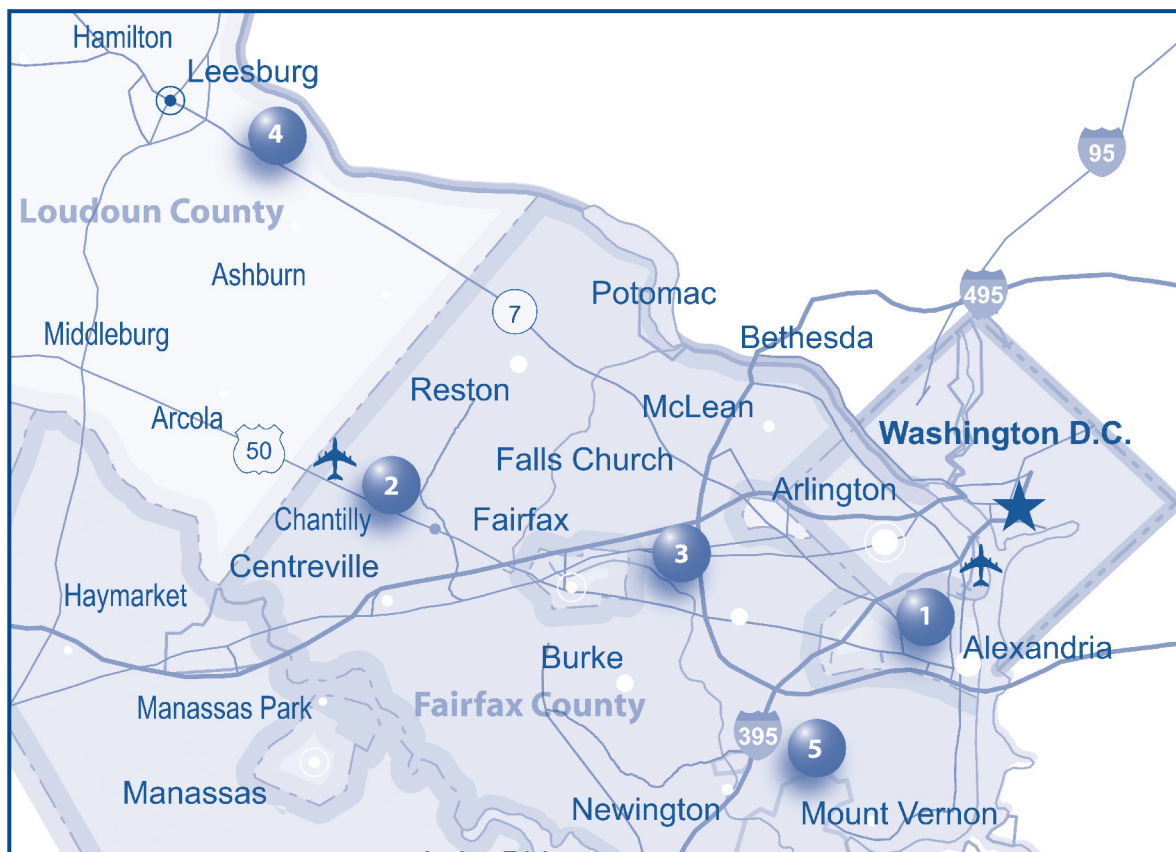 Hamilton
Leesburg
4
95
Loudoun County
Ashburn
Potomac
495
7
Middleburg
Bethesda
Reston
McLean
Arcola
Washington D.C.
50
Falls Church
2
Arlington
Chantilly
Fairfax
3
Centreville
Haymarket
1
Burke
Alexandria
Manassas Park
Fairfax County
395
5
Manassas
Newington
Mount Vernon